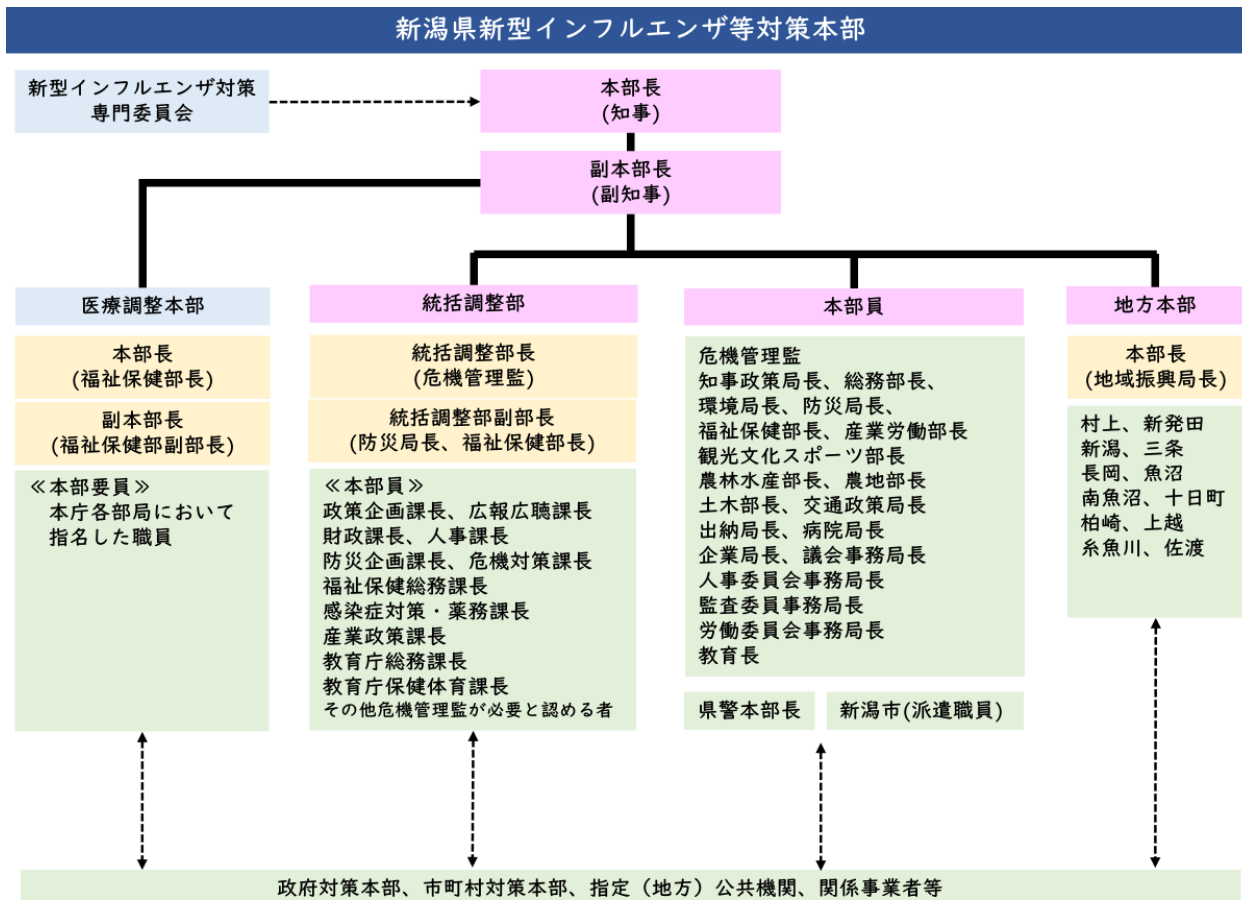 新潟県新型インフルエンザ等対策本部
新型インフルエンザ対策
専門委員会
本部長
(知事)
副本部長
(副知事)
医療調整本部
本部長
(福祉保健部長)
副本部長
(福祉保健部副部長)
≪本部要員≫
本庁各部局において
指名した職員
統括調整部
統括調整部長
(危機管理監)
統括調整部副部長
(防災局長、福祉保健部長)
≪本部員≫
政策企画課長、広報広聴課長
財政課長、人事課長
防災企画課長、危機対策課長
福祉保健総務課長
感染症対策・薬務課長
産業政策課長
教育庁総務課長
教育庁保健体育課長
その他危機管理監が必要と認める者
本部員
危機管理監
知事政策局長、総務部長、
環境局長、防災局長、
福祉保健部長、産業労働部長
観光文化スポーツ部長
農林水産部長、農地部長
土木部長、交通政策局長
出納局長、病院局長
企業局長、議会事務局長
人事委員会事務局長
監査委員事務局長
労働委員会事務局長
教育長
県警本部長
新潟市(派遣職員)
地方本部
本部長
(地域振興局長)
村上、新発田
新潟、三条
長岡、魚沼
南魚沼、十日町
柏崎、上越
糸魚川、佐渡
政府対策本部、市町村対策本部、指定（地方）公共機関、関係事業者等